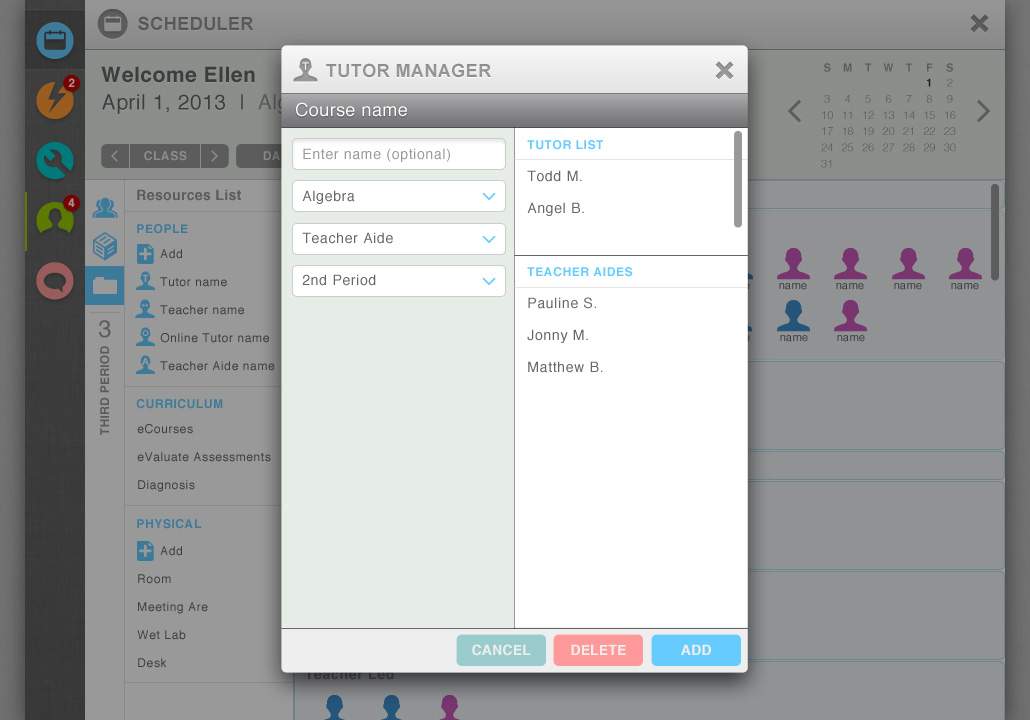 SCHEDULER
Welcome Ellen
April 1, 2013 | Alg
CLASS
DA
2
4
3
THIRD PERIOD
Resources List
PEOPLE
Add
Tutor name
Teacher name
Online Tutor name
Teacher Aide name
CURRICULUM
eCourses
eValuate Assessments
Diagnosis
PHYSICAL
Add
Room
Meeting Are
Wet Lab
Desk
TUTOR MANAGER
Course name
Enter name (optional)
Algebra
Teacher Aide
2nd Period
TUTOR LIST
Todd M.
Angel B.
TEACHER AIDES
Pauline S.
Jonny M.
Matthew B.
CANCEL
DELETE
ADD
S M T W T F S
1 2
3 4 5 6 7 8 9
10 11 12 13 14 15 16
17 18 19 20 21 22 23
24 25 26 27 28 29 30
31
name name name name
name name
Teacher Led